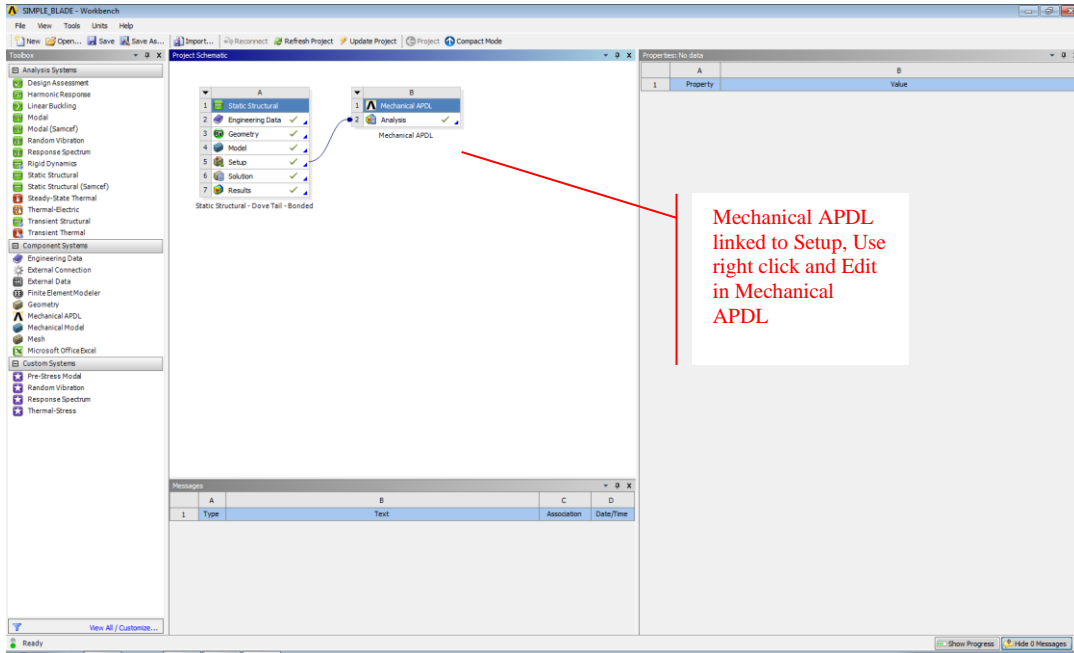 SIMPLE_BLADE - Workbench
File View Tools Units Help
New Open... Save Save As... Import... Reconnect Refresh Project Update Project Project Compact Mode
Toolbox
Analysis Systems
Design Assessment
Harmonic Response
Linear Buckling
Modal
Modal (Samcef)
Random Vibration
Response Spectrum
Rigid Dynamics
Static Structural
Static Structural (Samcef)
Steady-State Thermal
Thermal-Electric
Transient Structural
Transient Thermal
Component Systems
Engineering Data
External Connection
External Data
Finite Element Modeler
Geometry
Mechanical APDL
Mechanical Model
Mesh
Microsoft Office Excel
Custom Systems
Pre-Stress Modal
Random Vibration
Response Spectrum
Thermal-Stress
View All / Customize...
Project Schematic
A
1 Static Structural
2 Engineering Data
3 Geometry
4 Model
5 Setup
6 Solution
7 Results
Static Structural - Dove Tail - Bonded
B
1 Mechanical APDL
2 Analysis
Mechanical APDL
Mechanical APDL
linked to Setup, Use
right click and Edit
in Mechanical
APDL
Properties: No data
A B
1 Property Value
Messages
A B C D
1 Type Text Association Date/Time
Ready
Show Progress Hide 0 Messages